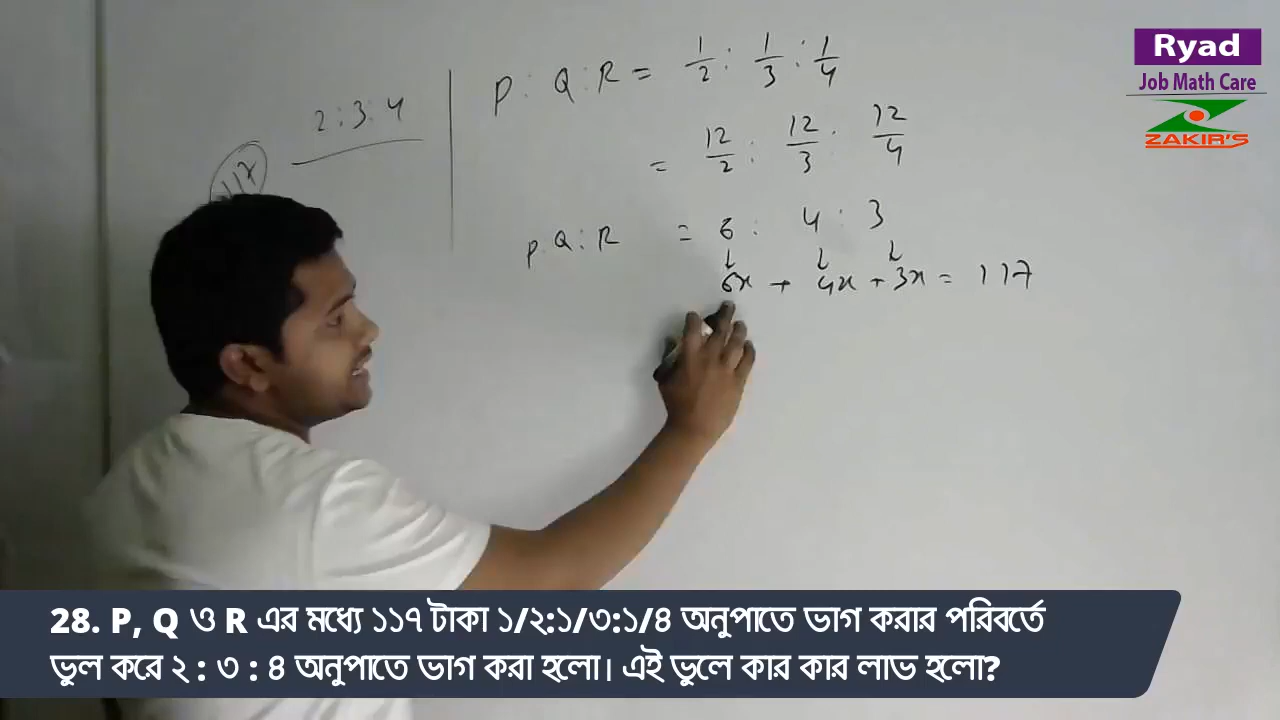 Ryad
Job Math Care
ZAKIR'S
2:3:4
117
P:Q:R = 1/2 : 1/3 : 1/4
= 12/2 : 12/3 : 12/4
P:Q:R = 6 : 4 : 3
6x + 4x + 3x = 117
28. P, Q ও R এর মধ্যে ১১৭ টাকা ১/২:১/৩:১/৪ অনুপাতে ভাগ করার পরিবর্তে
ভুল করে ২ : ৩ : ৪ অনুপাতে ভাগ করা হলো। এই ভুলে কার কার লাভ হলো?